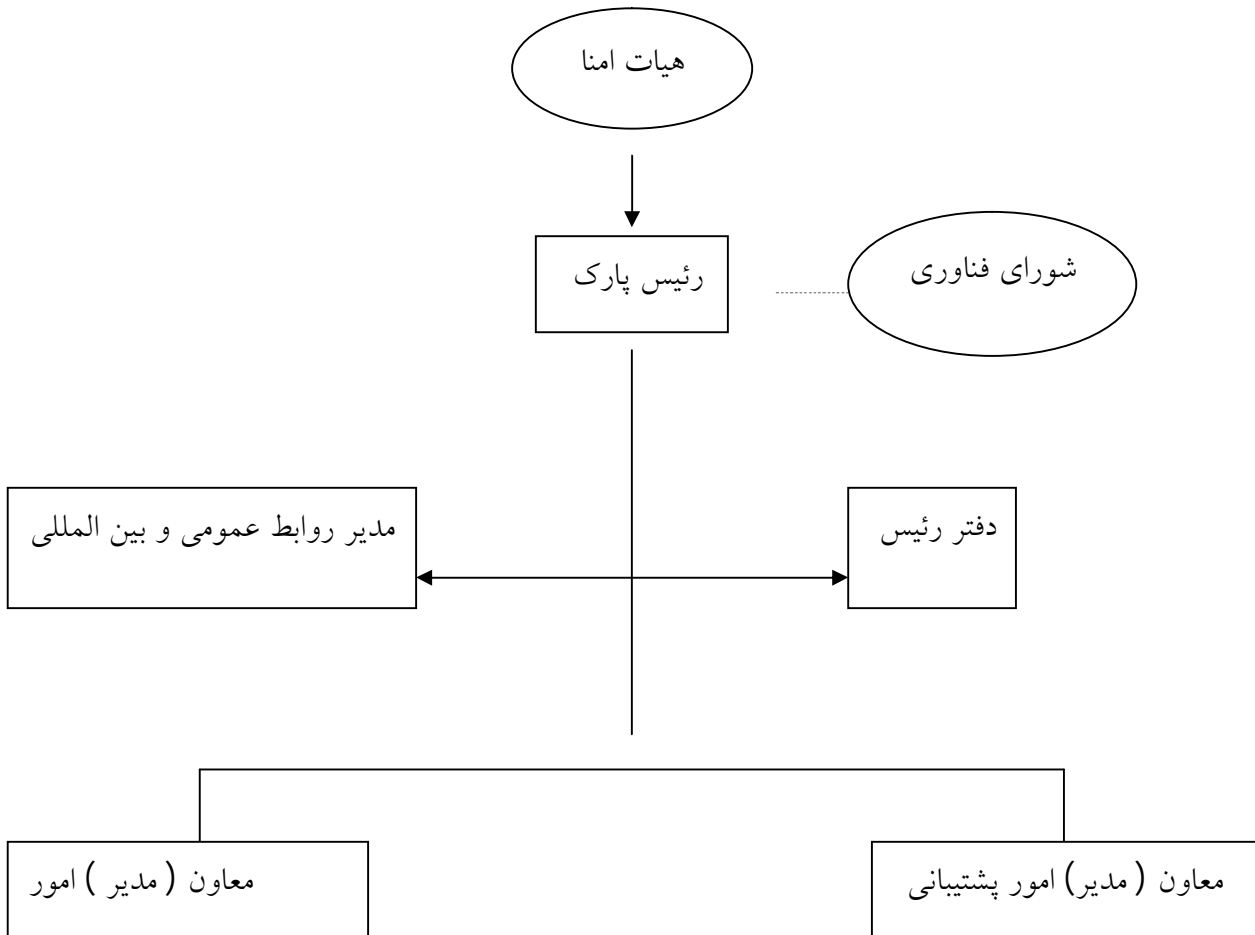 هیات امنا
رئیس پارک
شورای فناوری
دفتر رئیس
مدیر روابط عمومی و بین المللی
معاون ( مدیر) امور پشتیبانی
معاون ( مدیر ) امور